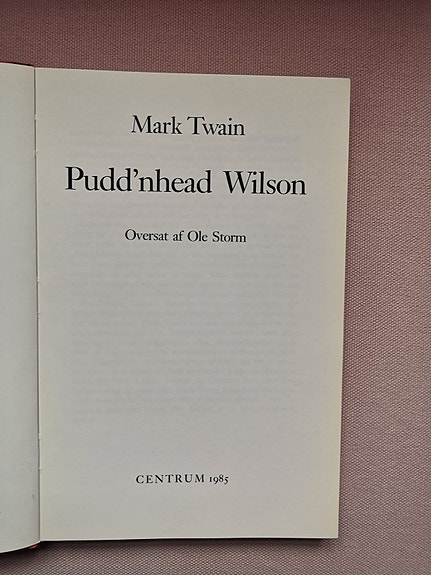 Mark Twain
Pudd'nhead Wilson
Oversat af Ole Storm
CENTRUM 1985